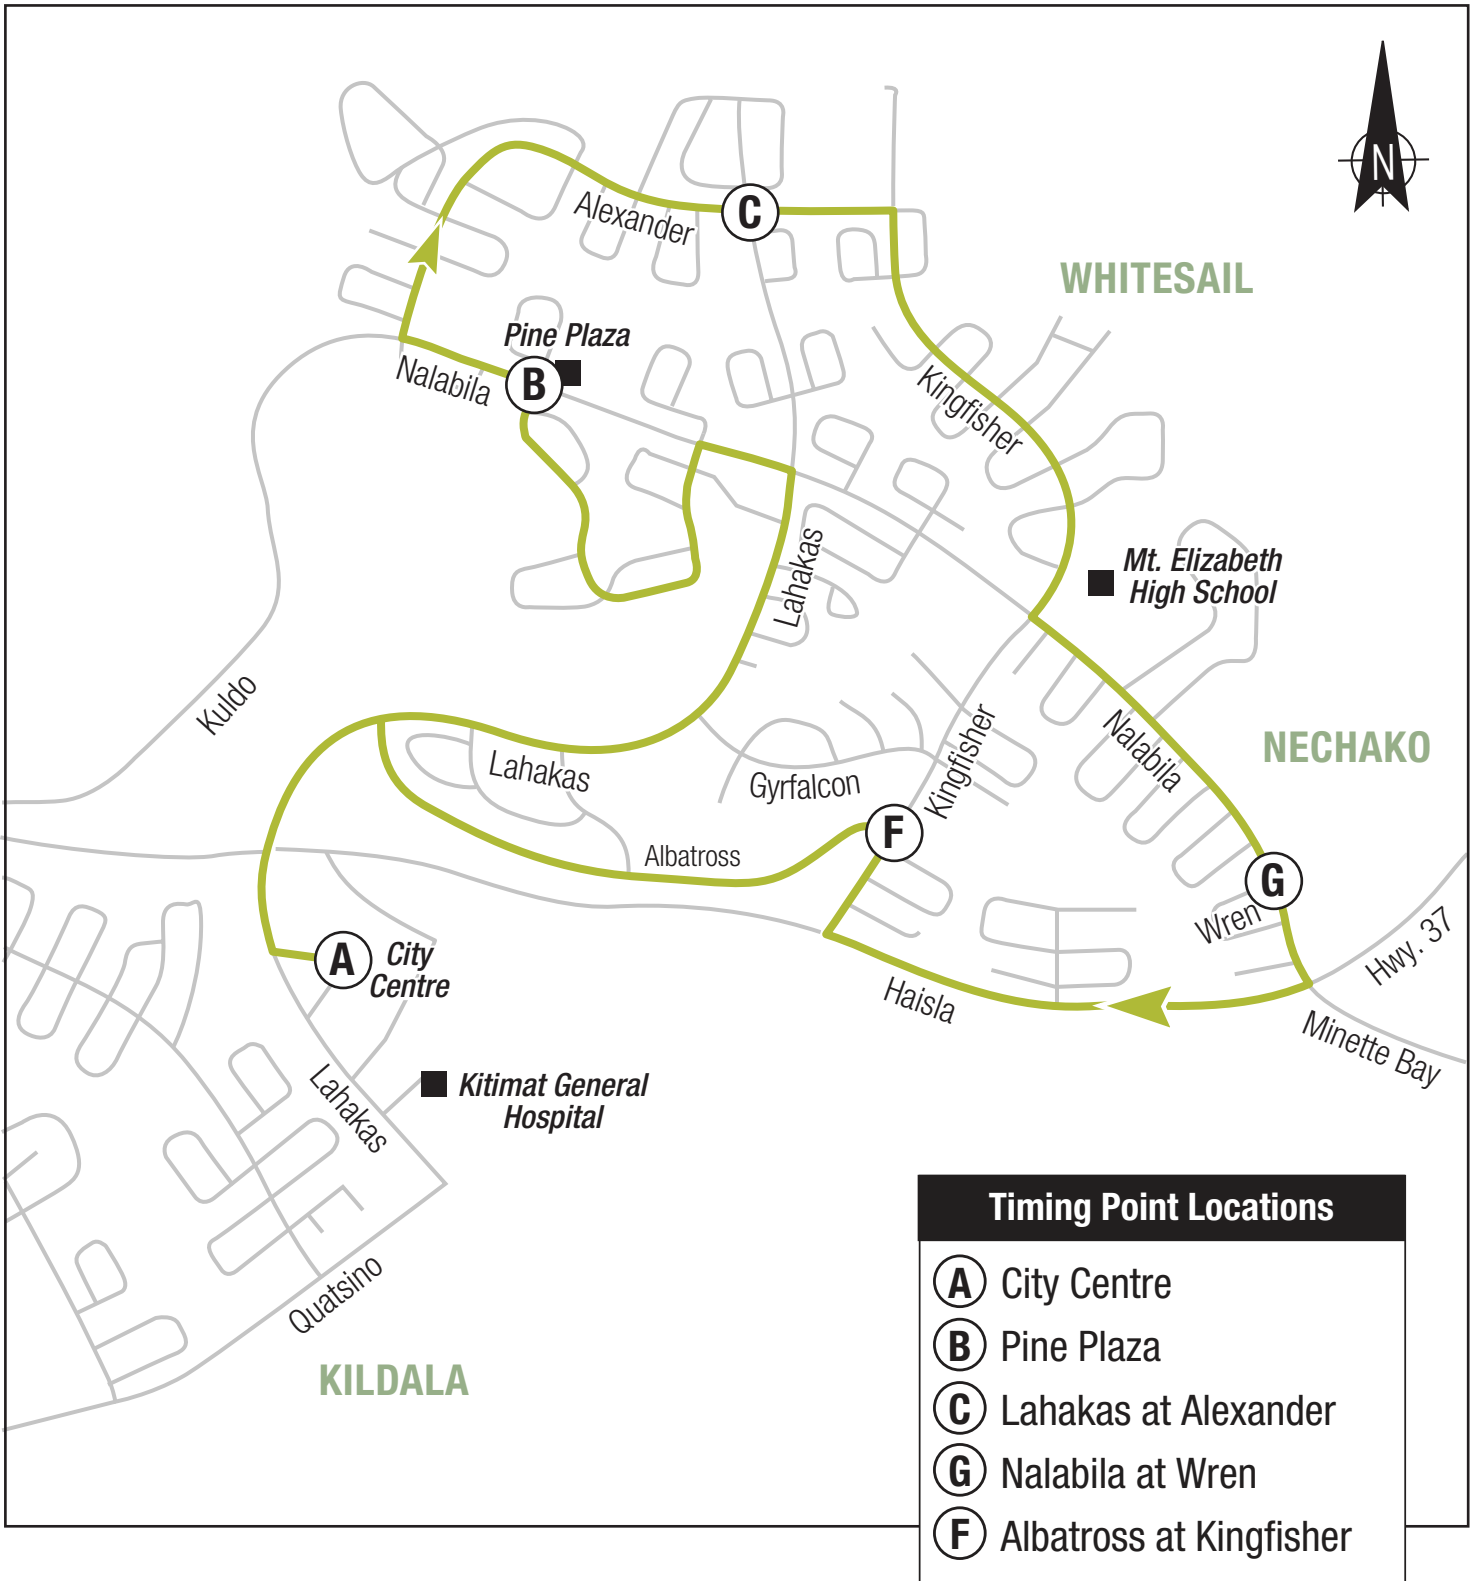 N
C
Alexander
WHITESAIL
Pine Plaza
B
Nalabila
Kingfisher
Mt. Elizabeth
High School
Lahakas
Kuldo
Nalabila
NECHAKO
Lahakas
Gyrfalcon
Kingfisher
F
Albatross
G
Wren
Hwy. 37
A
City
Centre
Haisla
Minette Bay
Kitimat General
Hospital
Lahakas
Quatsino
KILDALA
Timing Point Locations
A City Centre
B Pine Plaza
C Lahakas at Alexander
G Nalabila at Wren
F Albatross at Kingfisher